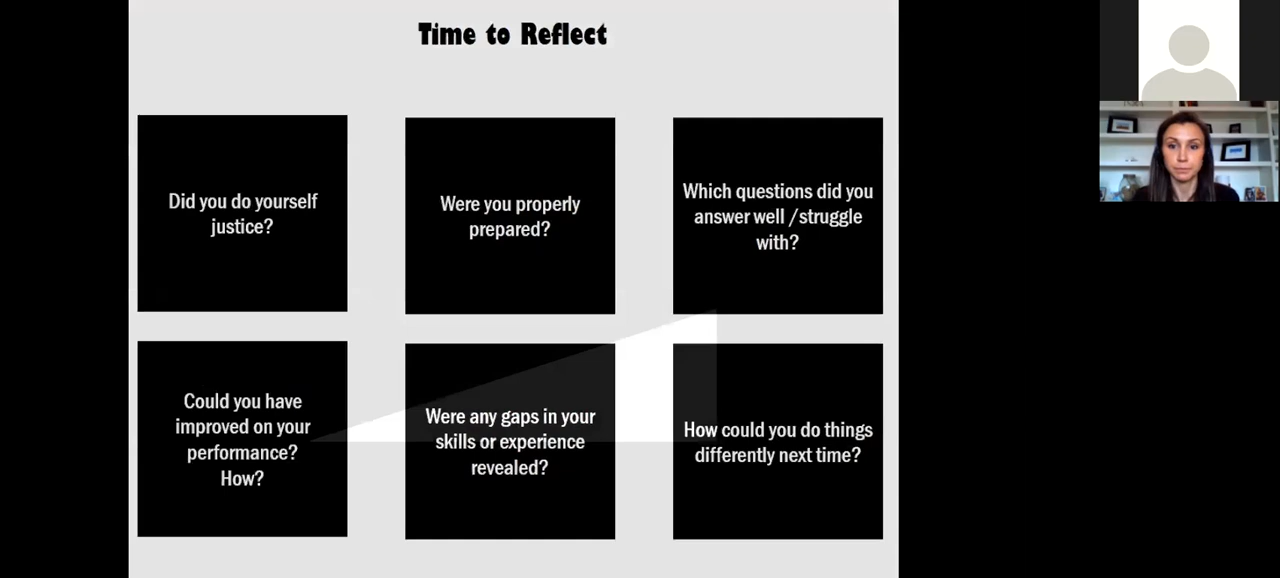 Time to Reflect
Did you do yourself
justice?
Were you properly
prepared?
Which questions did you
answer well /struggle
with?
Could you have
improved on your
performance?
How?
Were any gaps in your
skills or experience
revealed?
How could you do things
differently next time?